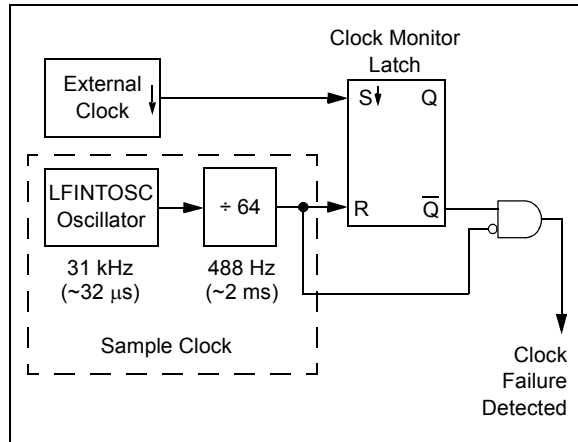 Clock Monitor
Latch
External
Clock
S
Q
LFINTOSC
Oscillator
÷ 64
R
Q̅
31 kHz
(~32 μs)
488 Hz
(~2 ms)
Sample Clock
Clock
Failure
Detected